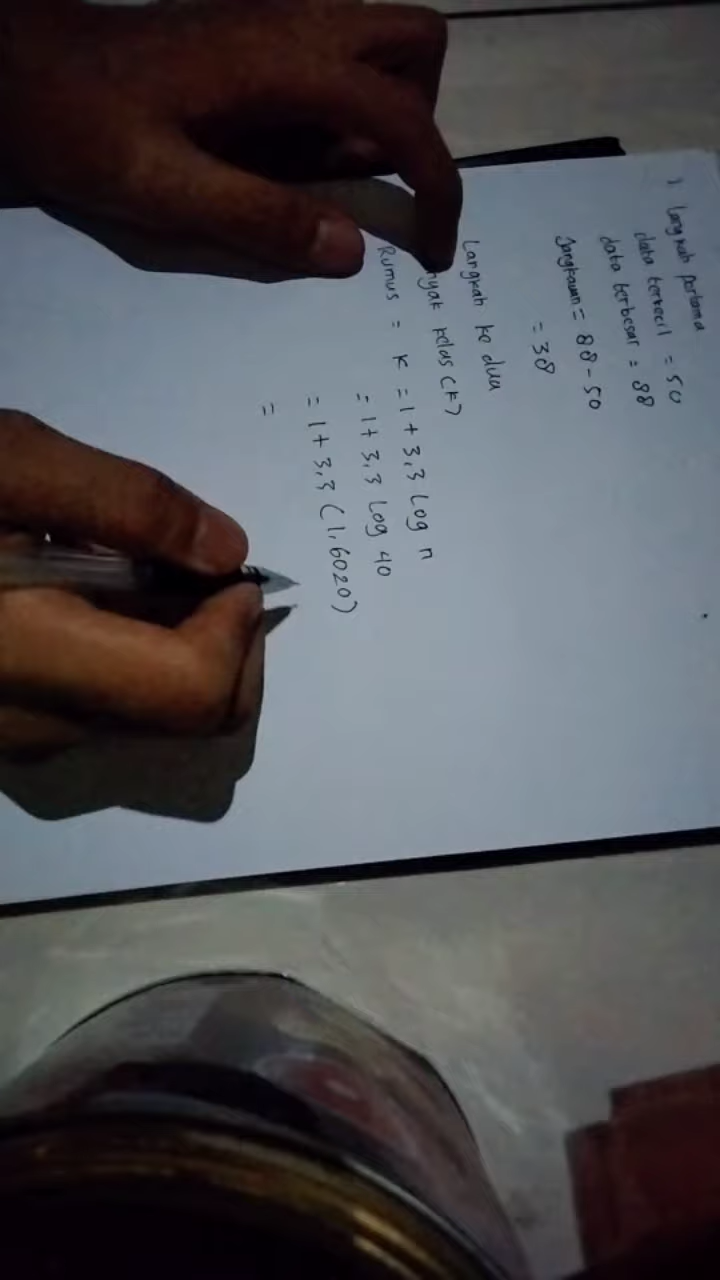 1 Langkah pertama
data terkecil = 50
data terbesar = 88
Jangkauan = 88 - 50
= 38
Langkah ke dua
nyak kelas (k)
Rumus = k = 1 + 3,3 Log n
= 1 + 3,3 Log 40
= 1 + 3,3 (1,6020)
=